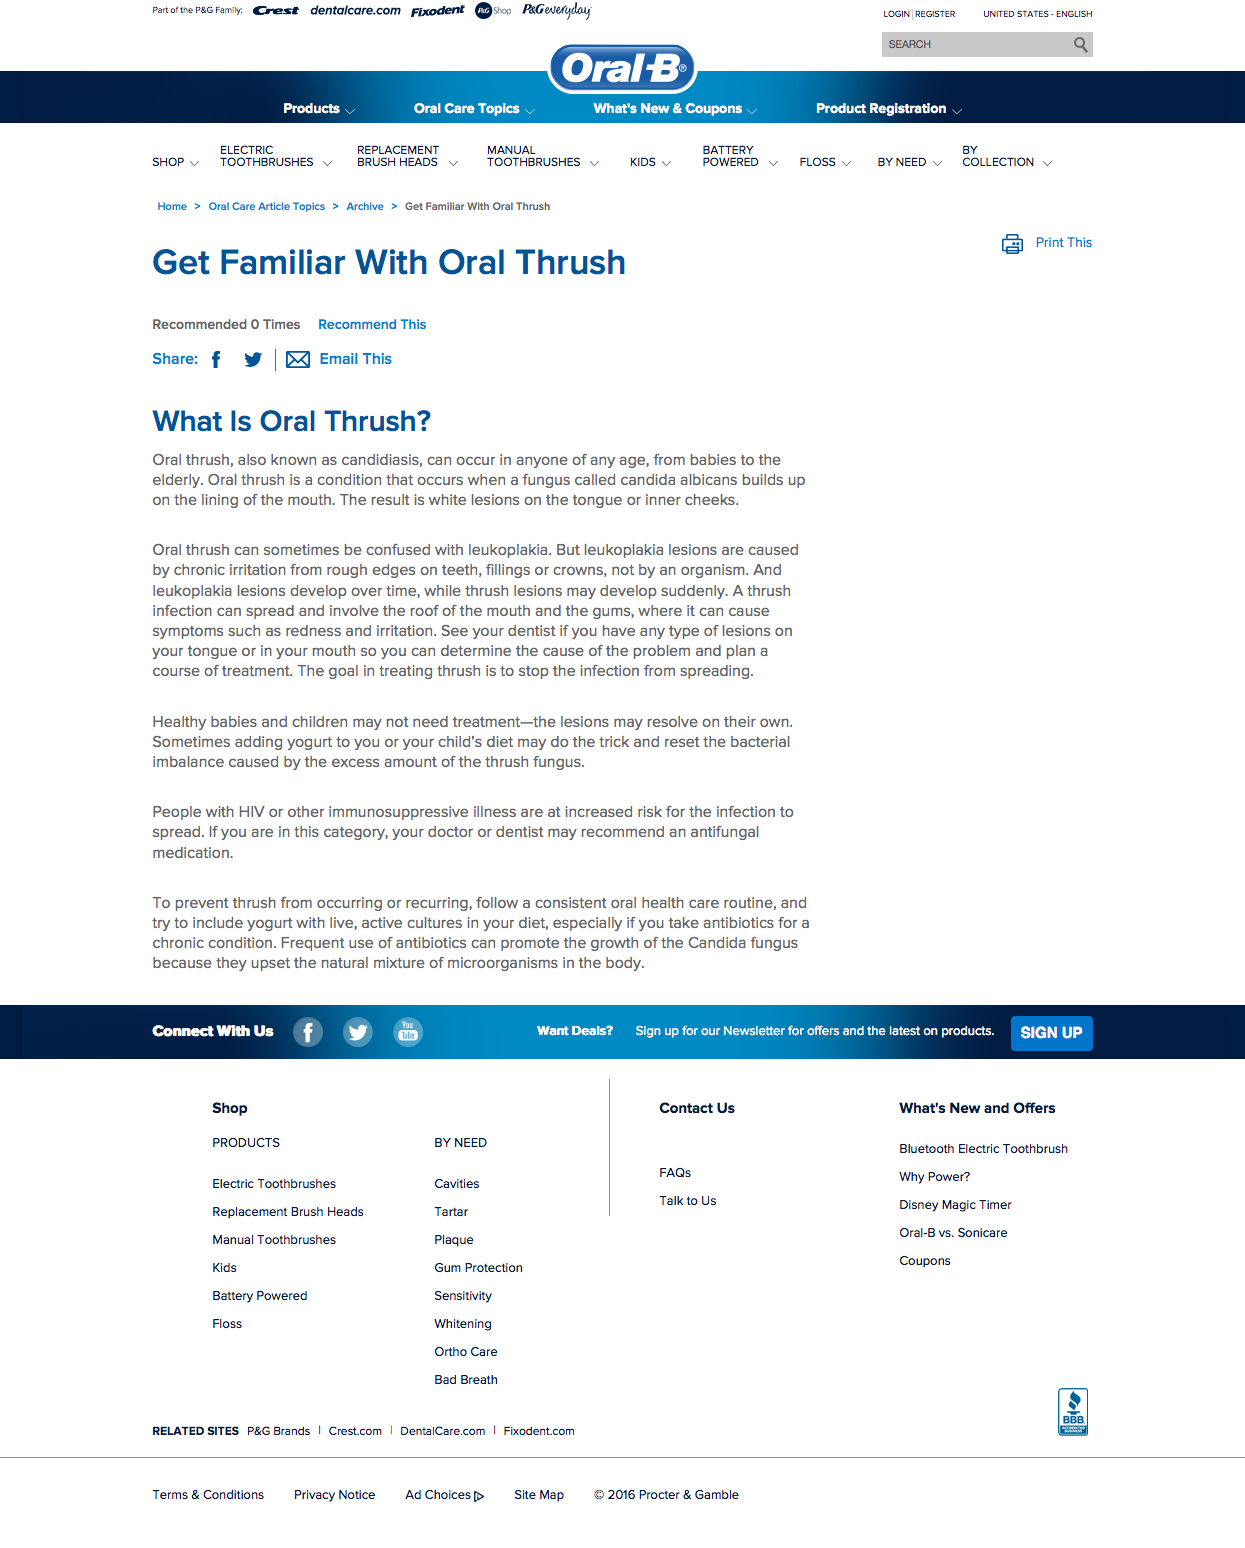 Part of the P&G Family: Crest dentalcare.com Fixodent P&G Shop P&G everyday
LOGIN | REGISTER UNITED STATES - ENGLISH
SEARCH
Oral-B®
Products Oral Care Topics What's New & Coupons Product Registration
SHOP ELECTRIC TOOTHBRUSHES REPLACEMENT BRUSH HEADS MANUAL TOOTHBRUSHES KIDS BATTERY POWERED FLOSS BY NEED BY COLLECTION
Home > Oral Care Article Topics > Archive > Get Familiar With Oral Thrush
Print This
Get Familiar With Oral Thrush
Recommended 0 Times Recommend This
Share: Email This
What Is Oral Thrush?
Oral thrush, also known as candidiasis, can occur in anyone of any age, from babies to the
elderly. Oral thrush is a condition that occurs when a fungus called candida albicans builds up
on the lining of the mouth. The result is white lesions on the tongue or inner cheeks.
Oral thrush can sometimes be confused with leukoplakia. But leukoplakia lesions are caused
by chronic irritation from rough edges on teeth, fillings or crowns, not by an organism. And
leukoplakia lesions develop over time, while thrush lesions may develop suddenly. A thrush
infection can spread and involve the roof of the mouth and the gums, where it can cause
symptoms such as redness and irritation. See your dentist if you have any type of lesions on
your tongue or in your mouth so you can determine the cause of the problem and plan a
course of treatment. The goal in treating thrush is to stop the infection from spreading.
Healthy babies and children may not need treatment—the lesions may resolve on their own.
Sometimes adding yogurt to you or your child's diet may do the trick and reset the bacterial
imbalance caused by the excess amount of the thrush fungus.
People with HIV or other immunosuppressive illness are at increased risk for the infection to
spread. If you are in this category, your doctor or dentist may recommend an antifungal
medication.
To prevent thrush from occurring or recurring, follow a consistent oral health care routine, and
try to include yogurt with live, active cultures in your diet, especially if you take antibiotics for a
chronic condition. Frequent use of antibiotics can promote the growth of the Candida fungus
because they upset the natural mixture of microorganisms in the body.
Connect With Us You Tube Want Deals? Sign up for our Newsletter for offers and the latest on products. SIGN UP
Shop
PRODUCTS
Electric Toothbrushes
Replacement Brush Heads
Manual Toothbrushes
Kids
Battery Powered
Floss
BY NEED
Cavities
Tartar
Plaque
Gum Protection
Sensitivity
Whitening
Ortho Care
Bad Breath
Contact Us
FAQs
Talk to Us
What's New and Offers
Bluetooth Electric Toothbrush
Why Power?
Disney Magic Timer
Oral-B vs. Sonicare
Coupons
BBB.
ACCREDITED
BUSINESS
RELATED SITES P&G Brands | Crest.com | DentalCare.com | Fixodent.com
Terms & Conditions Privacy Notice Ad Choices Site Map © 2016 Procter & Gamble